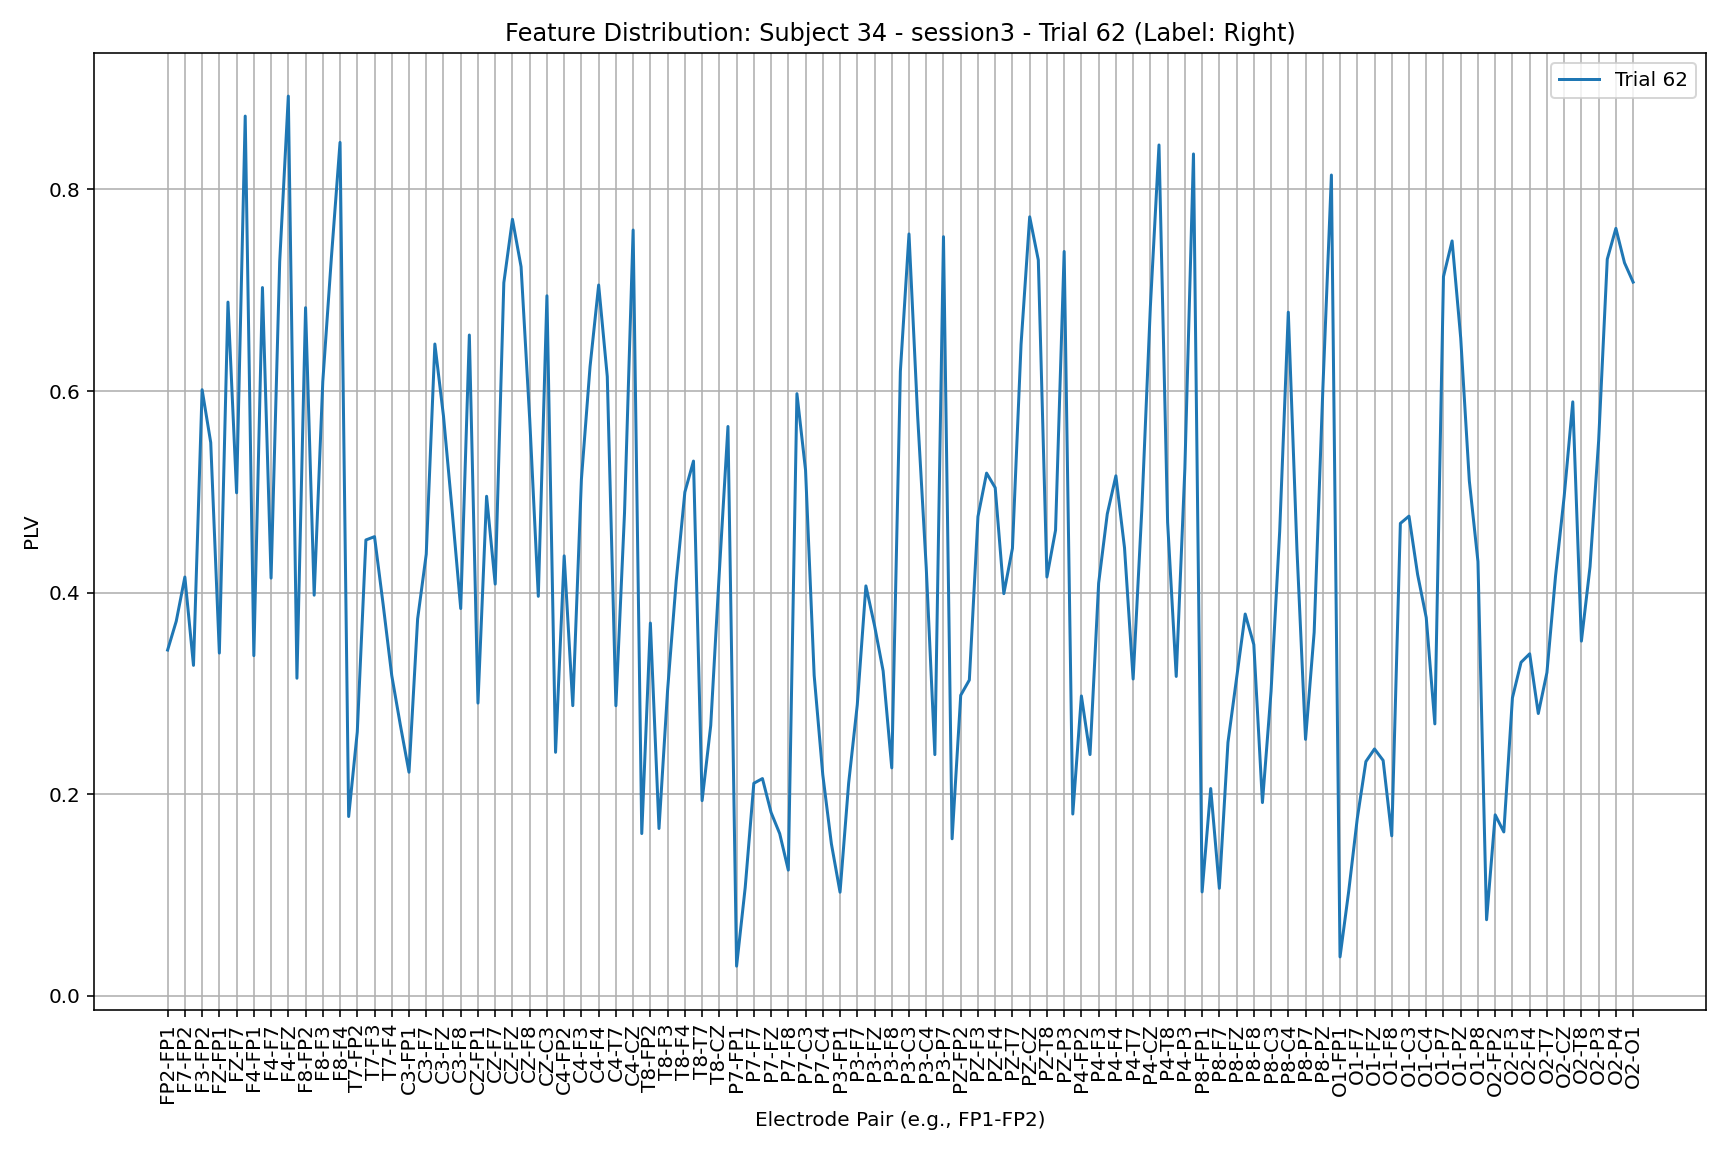 Feature Distribution: Subject 34 - session3 - Trial 62 (Label: Right)
Trial 62
PLV
0.8
0.6
0.4
0.2
0.0
FP2-FP1
F7-FP2
F3-FP2
FZ-FP1
FZ-F7
F4-FP1
F4-F7
F4-FZ
F8-FP2
F8-F3
F8-F4
T7-FP2
T7-F3
T7-F4
C3-FP1
C3-F7
C3-FZ
C3-F8
CZ-FP1
CZ-F7
CZ-FZ
CZ-F8
CZ-C3
C4-FP2
C4-F3
C4-F4
C4-T7
C4-CZ
T8-FP2
T8-F3
T8-F4
T8-T7
T8-CZ
P7-FP1
P7-F7
P7-FZ
P7-F8
P7-C3
P7-C4
P3-FP1
P3-F7
P3-FZ
P3-F8
P3-C3
P3-C4
P3-P7
PZ-FP2
PZ-F3
PZ-F4
PZ-T7
PZ-CZ
PZ-T8
PZ-P3
P4-FP2
P4-F3
P4-F4
P4-T7
P4-CZ
P4-T8
P4-P3
P8-FP1
P8-F7
P8-FZ
P8-F8
P8-C3
P8-C4
P8-P7
P8-PZ
O1-FP1
O1-F7
O1-FZ
O1-F8
O1-C3
O1-C4
O1-P7
O1-PZ
O1-P8
O2-FP2
O2-F3
O2-F4
O2-T7
O2-CZ
O2-T8
O2-P3
O2-P4
O2-O1
Electrode Pair (e.g., FP1-FP2)